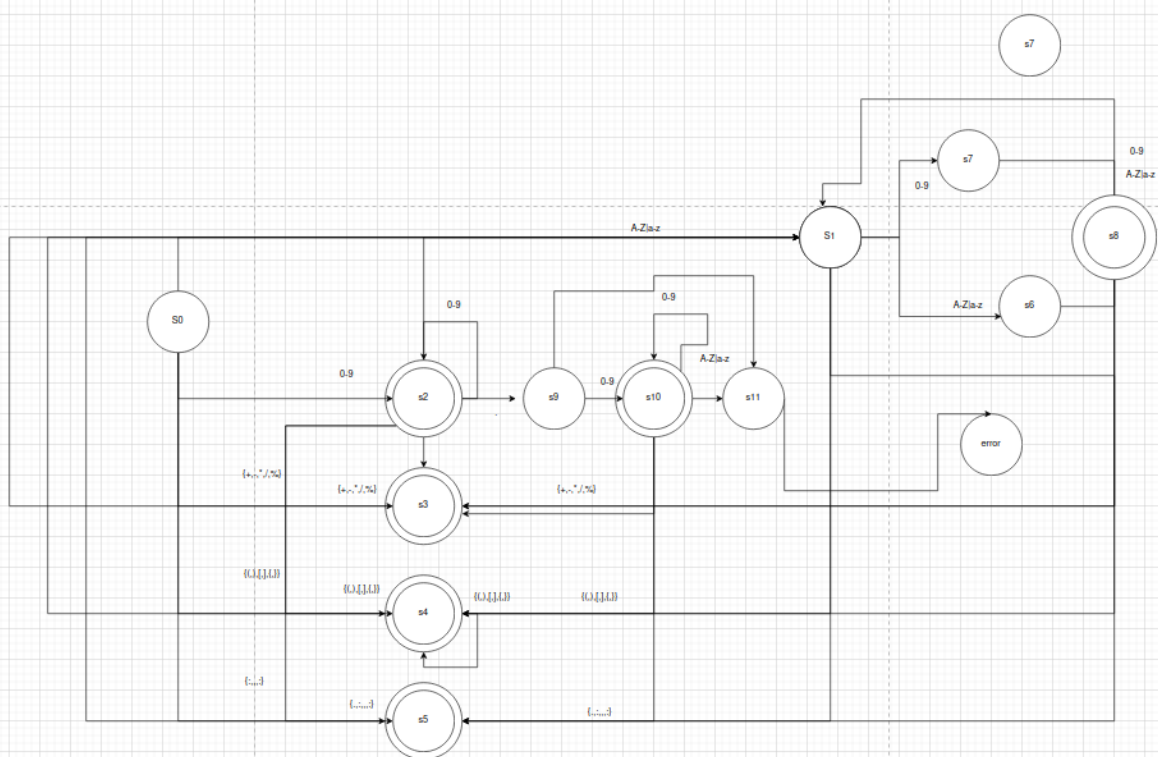 s7
0-9
s7
A-Z|a-z
0-9
A-Z|a-z
S1
s8
0-9
A-Z|a-z
s6
S0
0-9
A-Z|a-z
0-9
0-9
s2
s9
s10
s11
error
{+,-,*,/,%}
{+,-,*,/,%}
{+,-,*,/,%}
s3
{(,),[,],{,}}
{(,),[,],{,}}
{(,),[,],{,}}
{(,),[,],{,}}
s4
{.,:,,,;}
{.,:,,,;}
s5